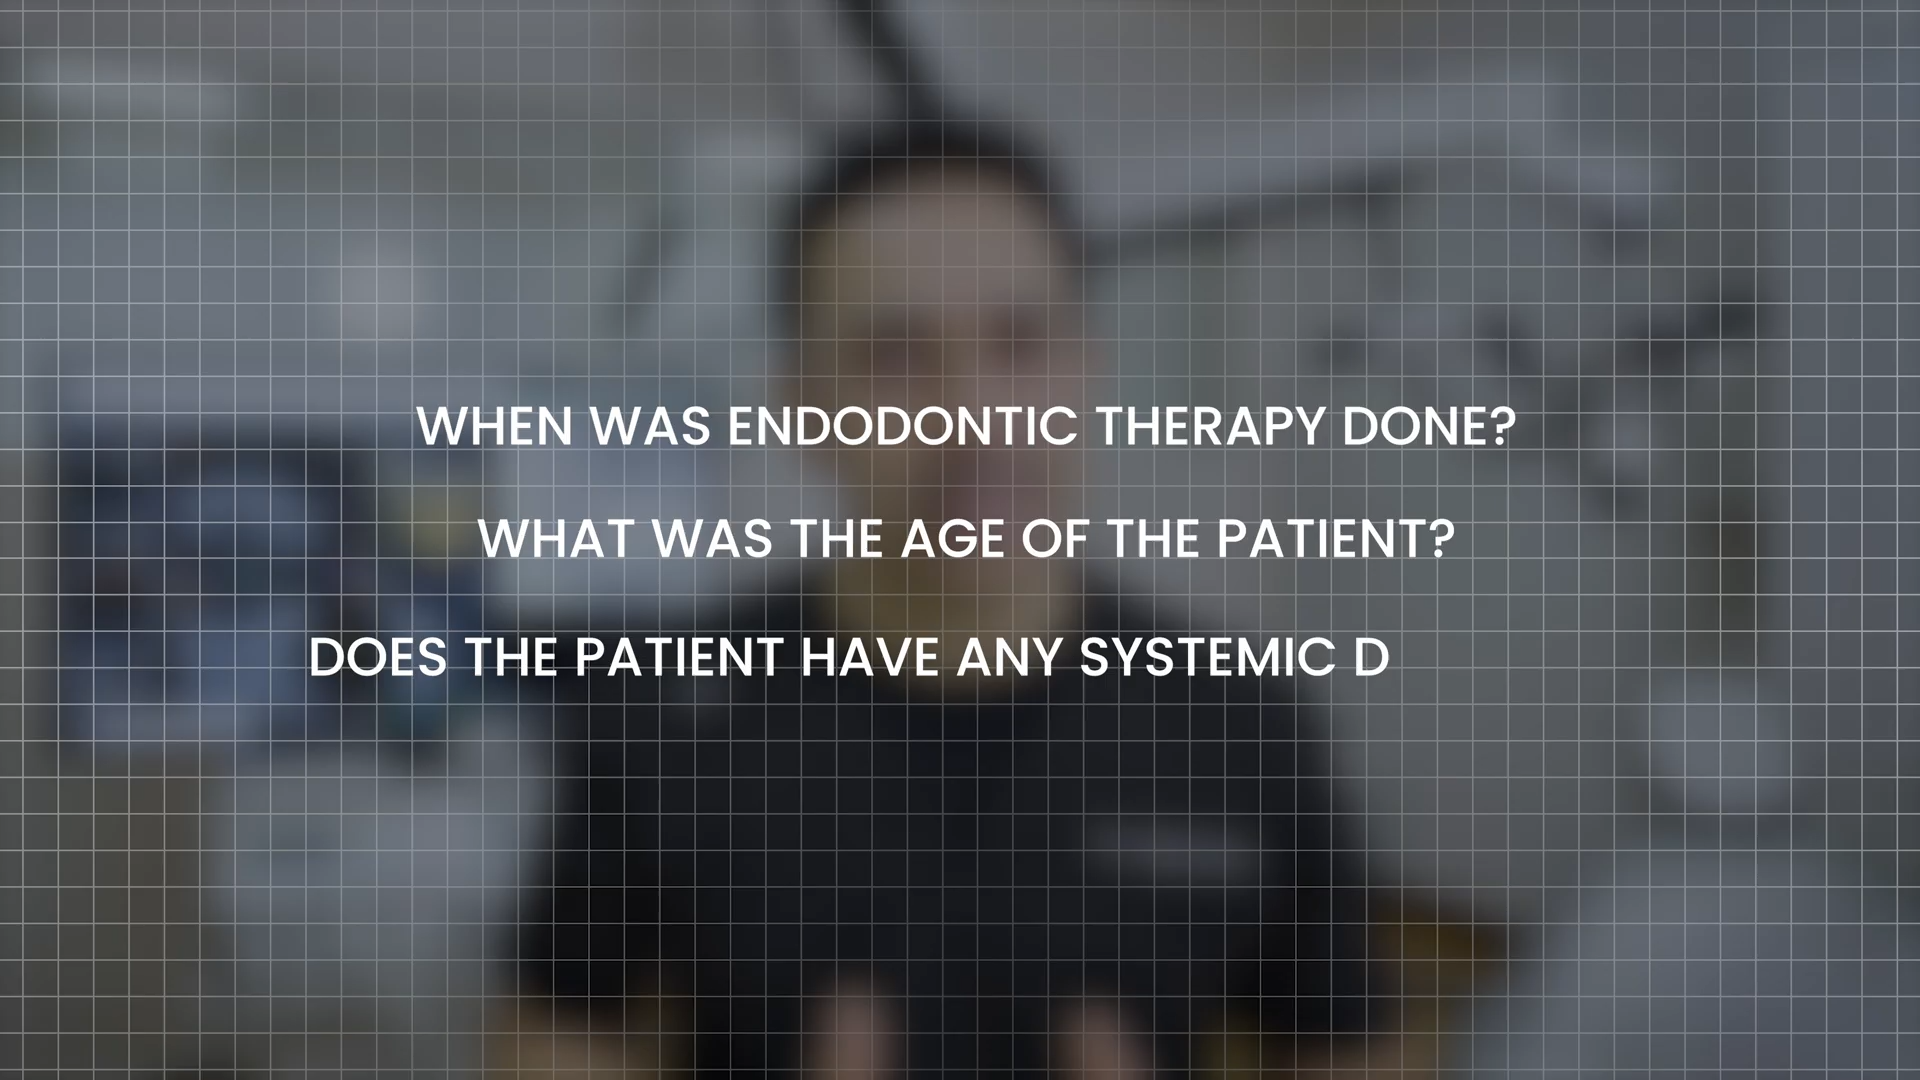 WHEN WAS ENDODONTIC THERAPY DONE?
WHAT WAS THE AGE OF THE PATIENT?
DOES THE PATIENT HAVE ANY SYSTEMIC D